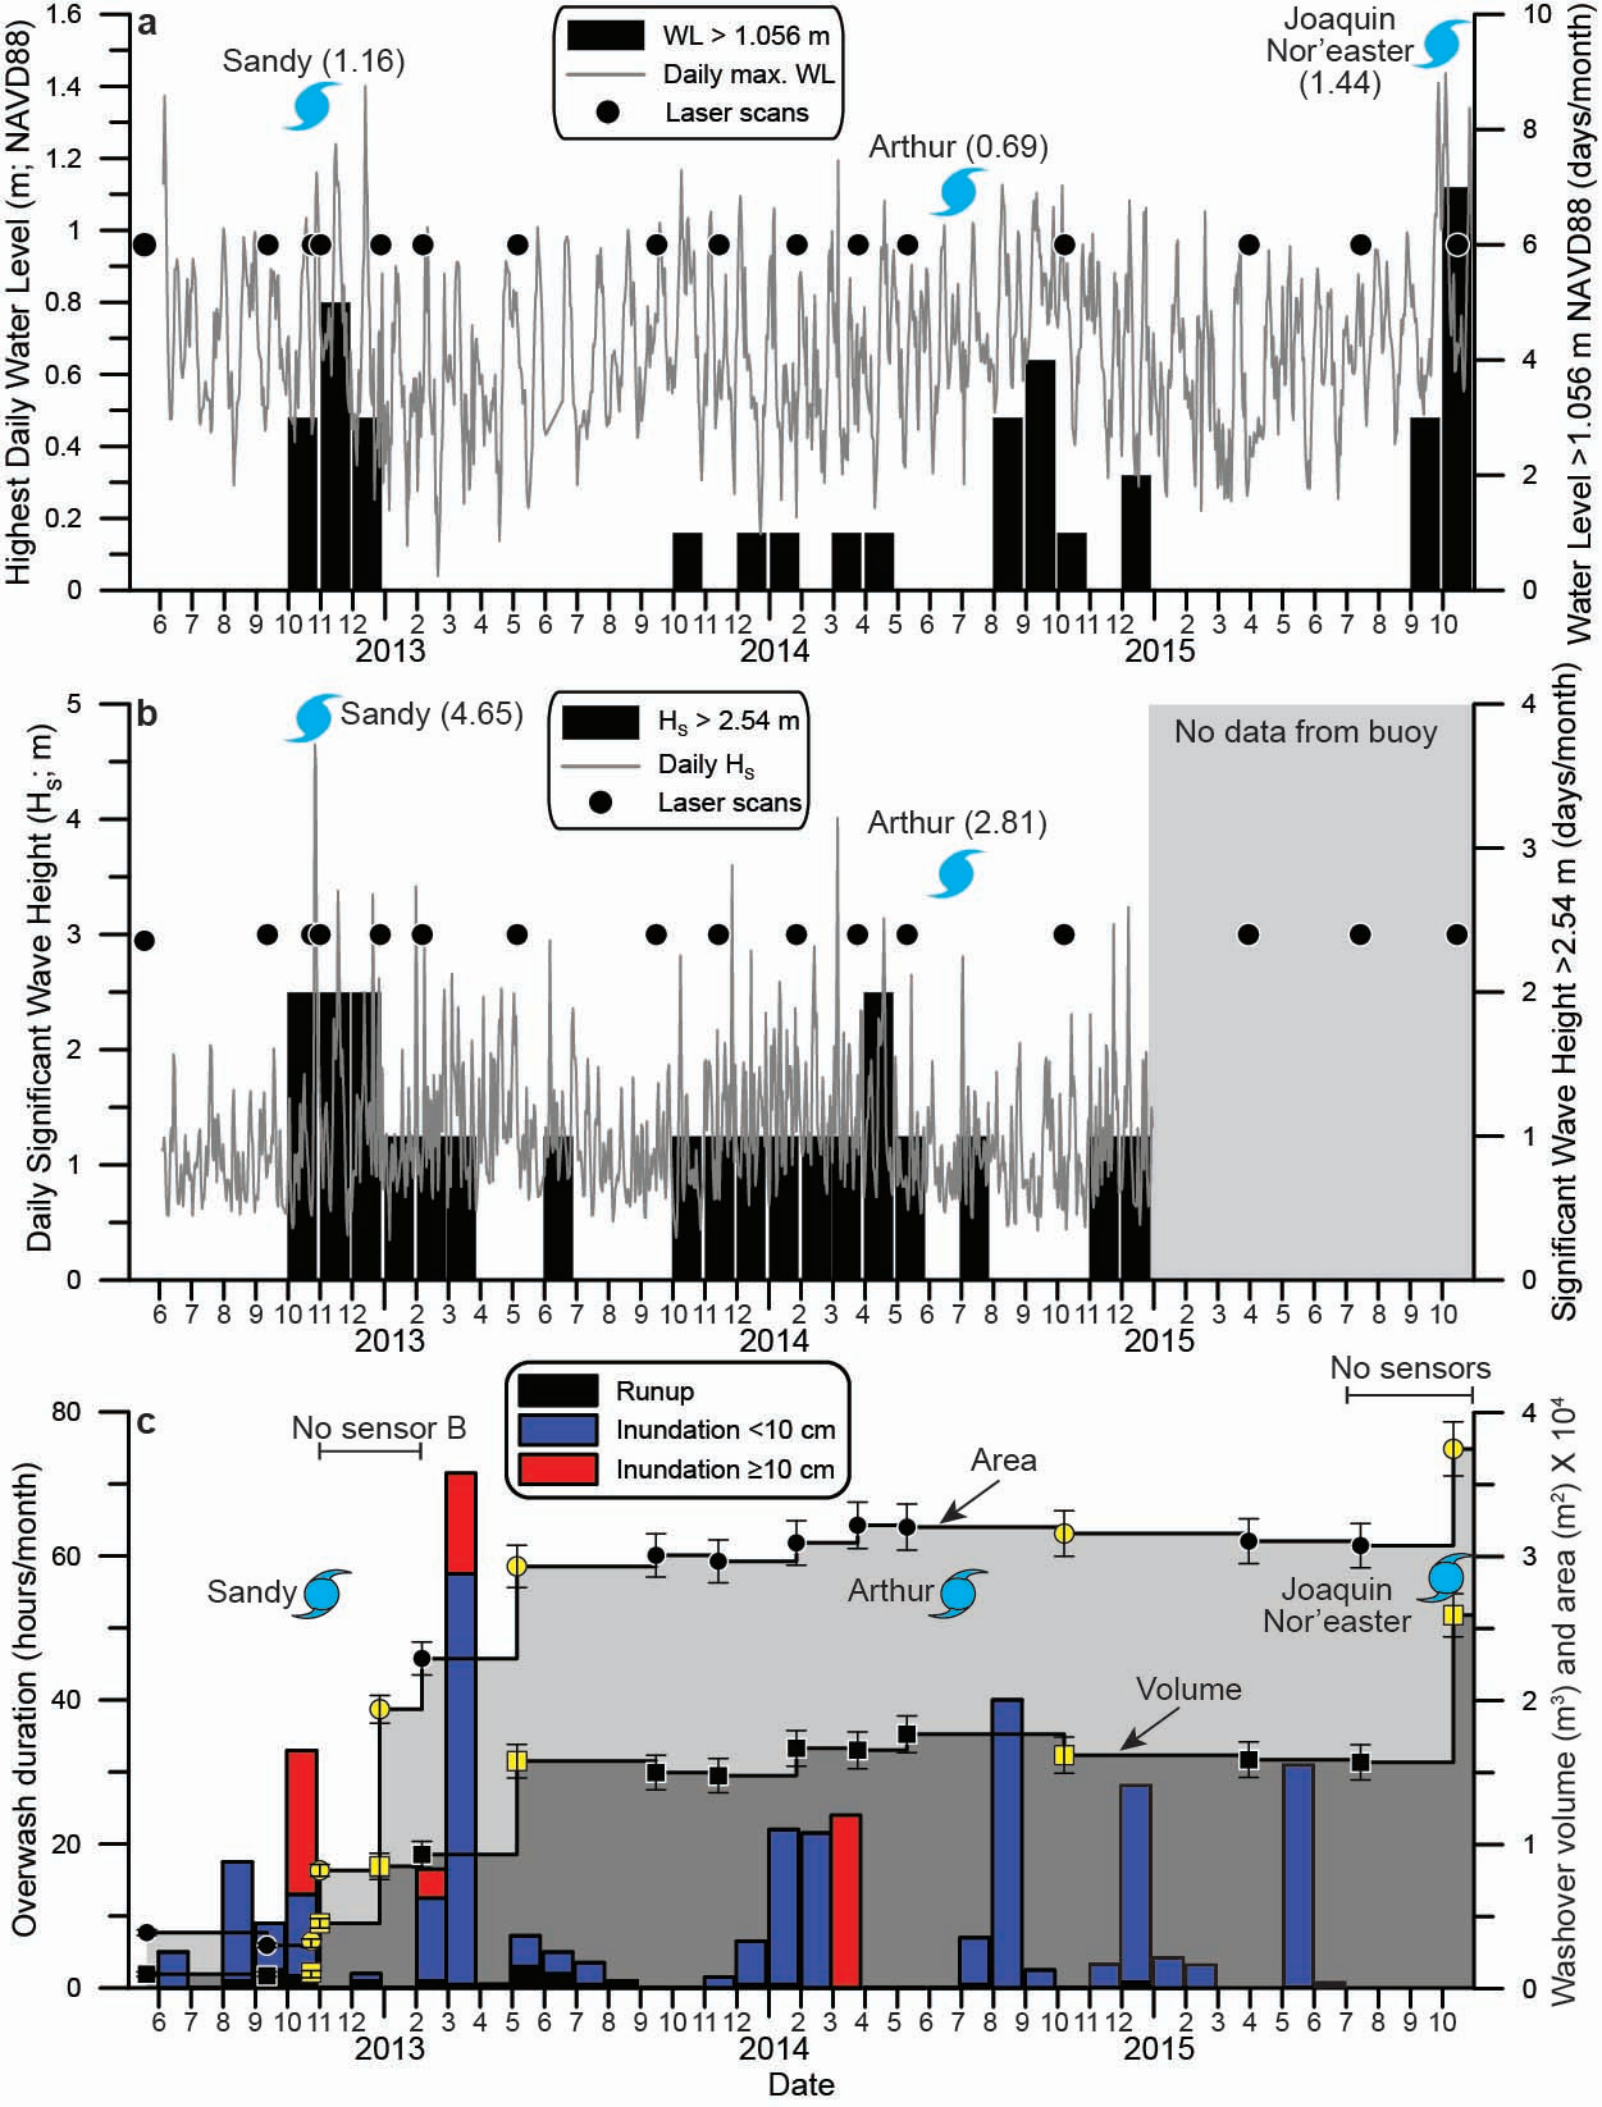 a
Highest Daily Water Level (m; NAVD88)
1.6
1.4
1.2
1
0.8
0.6
0.4
0.2
0
Sandy (1.16)
WL > 1.056 m
Daily max. WL
Laser scans
Arthur (0.69)
Joaquin
Nor'easter
(1.44)
10
8
6
4
2
0
Water Level >1.056 m NAVD88 (days/month)
6 7 8 9 10 11 12 2 3 4 5 6 7 8 9 10 11 12 2 3 4 5 6 7 8 9 10 11 12 2 3 4 5 6 7 8 9 10
2013 2014 2015
b
Daily Significant Wave Height (Hₛ; m)
5
4
3
2
1
0
Sandy (4.65)
Hₛ > 2.54 m
Daily Hₛ
Laser scans
Arthur (2.81)
No data from buoy
4
3
2
1
0
Significant Wave Height >2.54 m (days/month)
6 7 8 9 10 11 12 2 3 4 5 6 7 8 9 10 11 12 2 3 4 5 6 7 8 9 10 11 12 2 3 4 5 6 7 8 9 10
2013 2014 2015
c
Overwash duration (hours/month)
80
60
40
20
0
No sensor B
Runup
Inundation <10 cm
Inundation ≥10 cm
No sensors
Area
Sandy
Arthur
Joaquin
Nor'easter
Volume
4
3
2
1
0
Washover volume (m³) and area (m²) X 10⁴
6 7 8 9 10 11 12 2 3 4 5 6 7 8 9 10 11 12 2 3 4 5 6 7 8 9 10 11 12 2 3 4 5 6 7 8 9 10
2013 2014 2015
Date